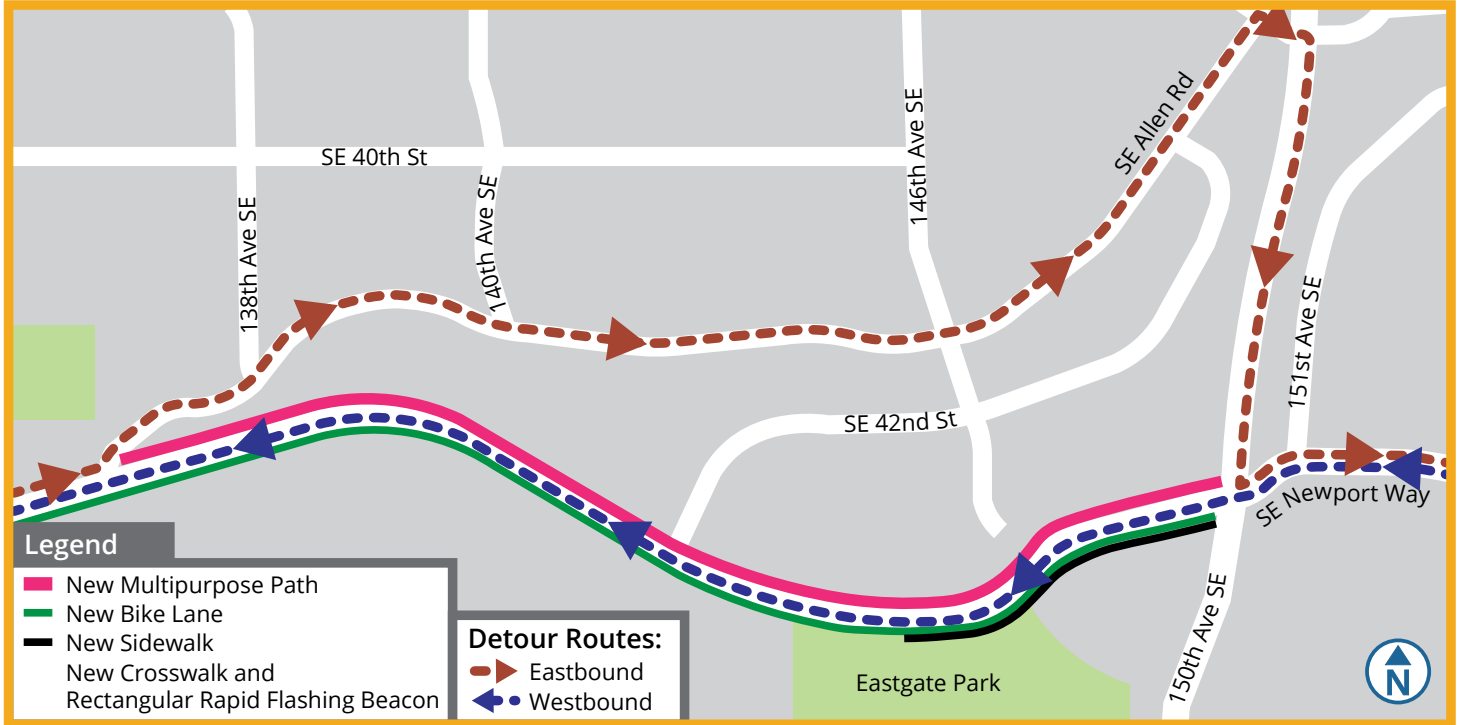 SE Allen Rd
146th Ave SE
SE 40th St
140th Ave SE
138th Ave SE
151st Ave SE
SE 42nd St
SE Newport Way
150th Ave SE
Eastgate Park
N
Legend
New Multipurpose Path
New Bike Lane
New Sidewalk
New Crosswalk and
Rectangular Rapid Flashing Beacon
Detour Routes:
Eastbound
Westbound